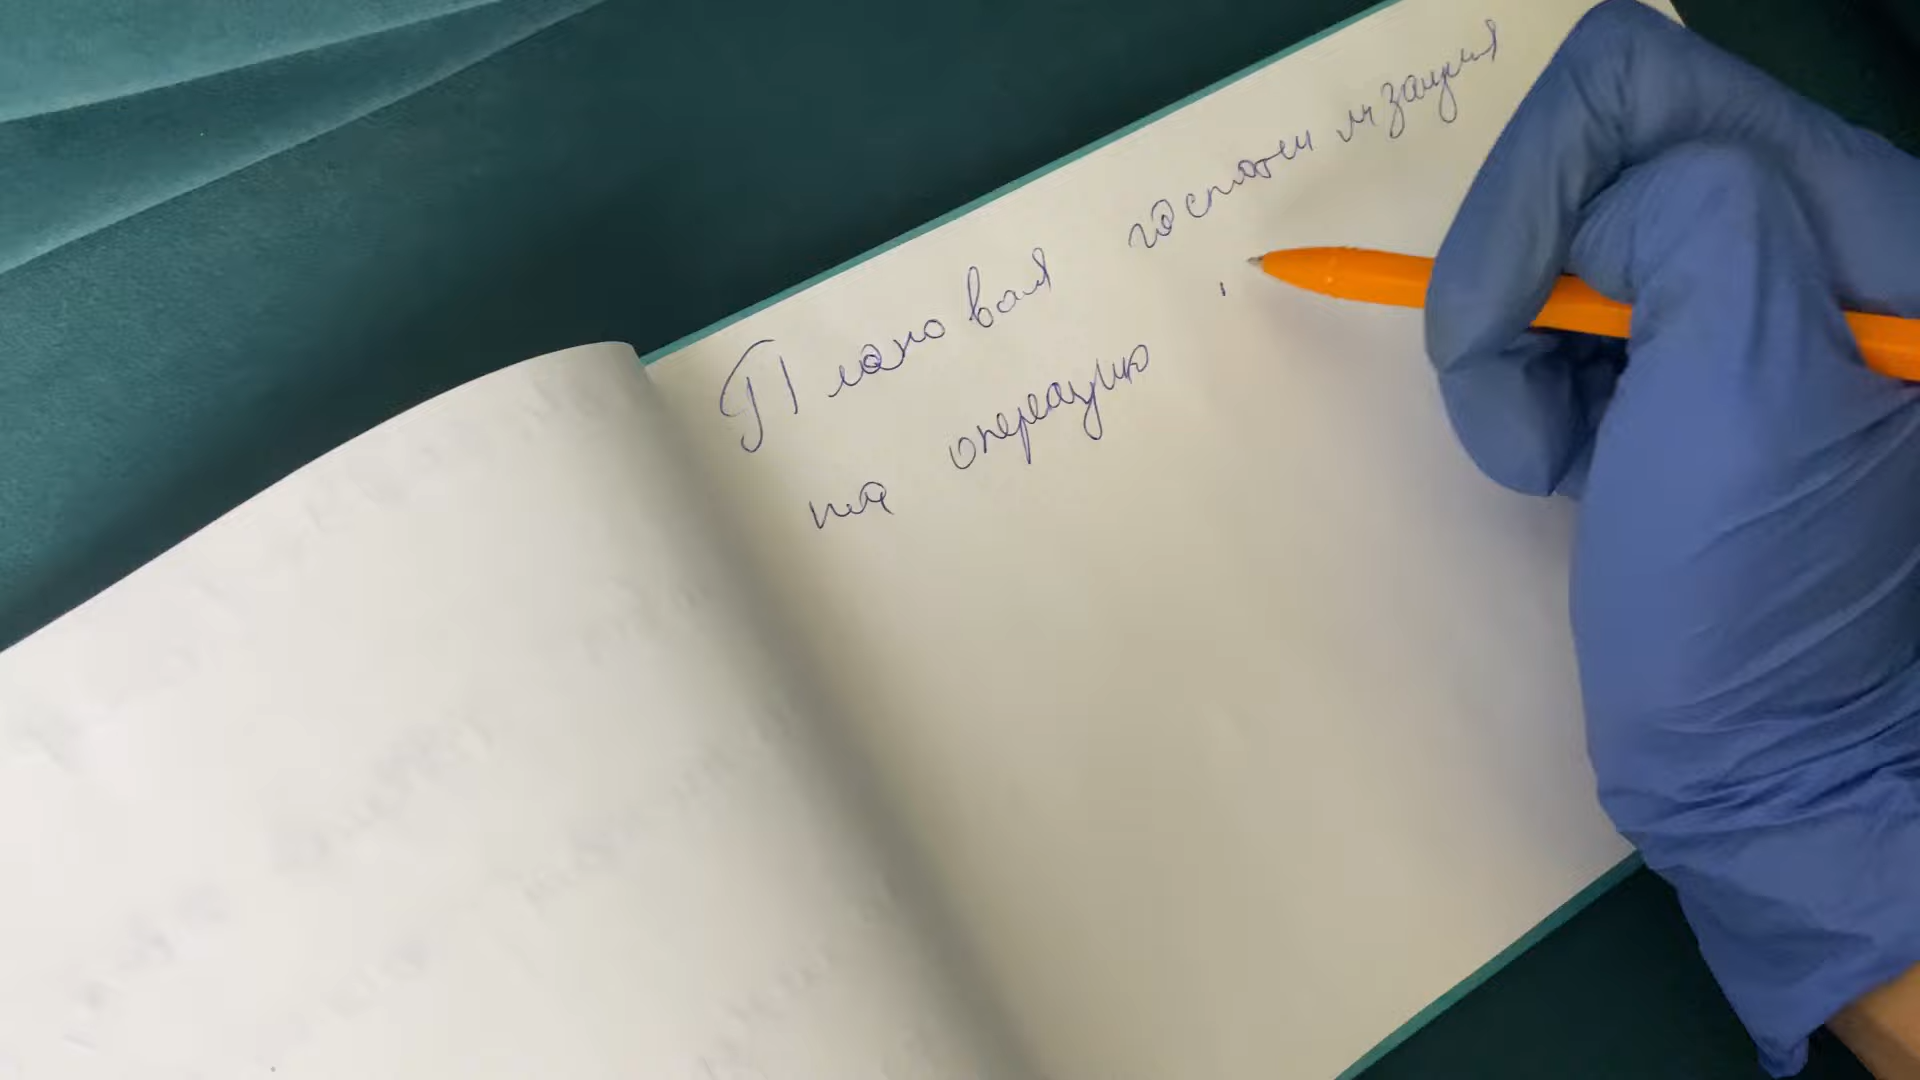 Плановая госпитализация
на операцию